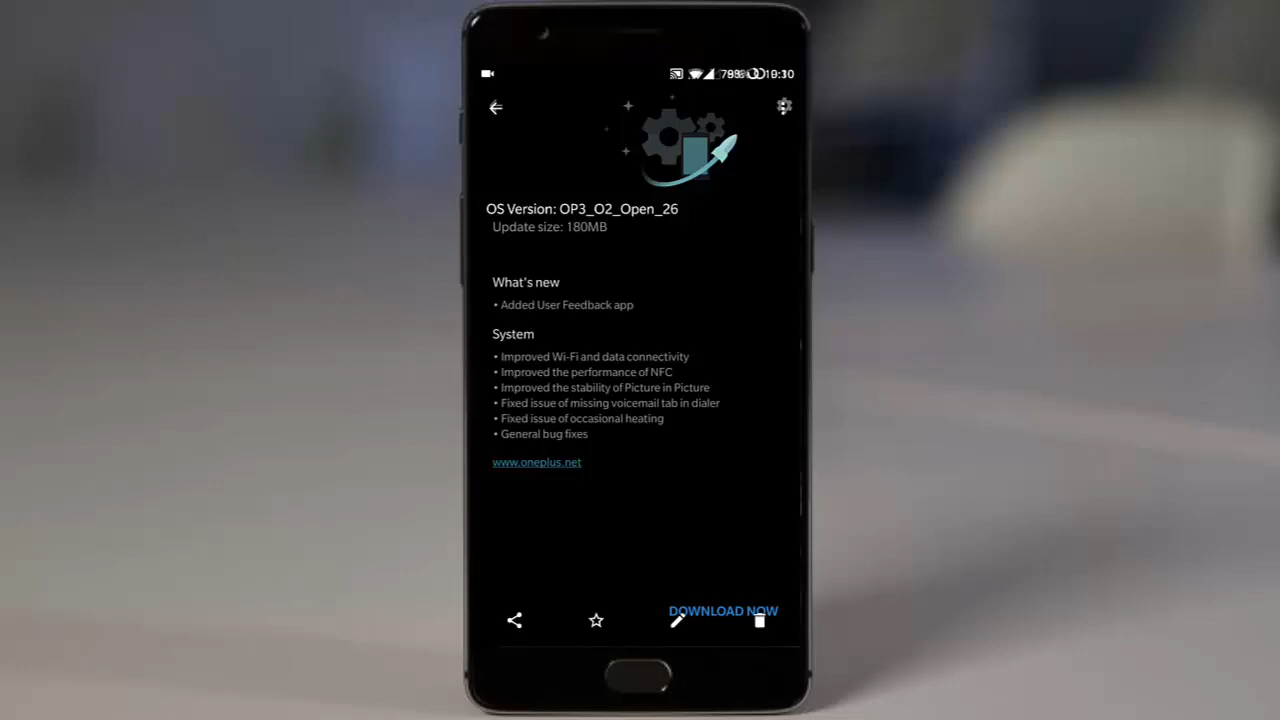 OS Version: OP3_O2_Open_26
Update size: 180MB
What's new
• Added User Feedback app
System
• Improved Wi-Fi and data connectivity
• Improved the performance of NFC
• Improved the stability of Picture in Picture
• Fixed issue of missing voicemail tab in dialer
• Fixed issue of occasional heating
• General bug fixes
www.oneplus.net
DOWNLOAD NOW